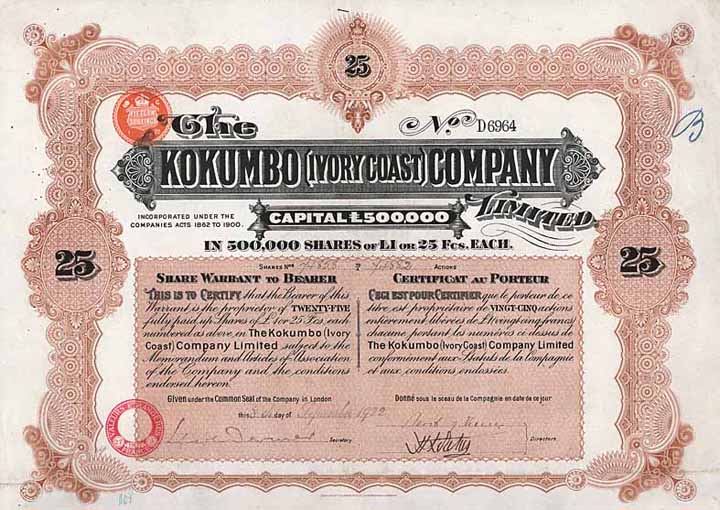 25
The
No. D6964
KOKUMBO (IVORY COAST) COMPANY
LIMITED.
INCORPORATED UNDER THE
COMPANIES ACTS 1862 TO 1900.
CAPITAL £500,000
IN 500,000 SHARES OF £1 OR 25 Fcs. EACH.
25
25
SHARES Nos
ACTIONS
SHARE WARRANT TO BEARER
THIS IS TO CERTIFY that the Bearer of this
Warrant is the proprietor of TWENTY-FIVE
fully paid up Shares of £1 or 25 Fcs. each
numbered as above, in The Kokumbo (Ivory
Coast) Company Limited subject to the
Memorandum and Articles of Association
of the Company and the conditions
endorsed hereon.
CERTIFICAT AU PORTEUR
CECI EST POUR CERTIFIER que le porteur de ce
titre est propriétaire de VINGT-CINQ actions
entièrement libérées de £1 (vingt cinq francs)
chacune portant les numéros ci-dessus de
The Kokumbo (Ivory Coast) Company Limited
conformément aux Statuts de la Compagnie
et aux conditions endossées.
Given under the Common Seal of the Company in London
Donné sous le sceau de la Compagnie en date de ce jour
this day of September 1902
Secretary.
Directors.
B